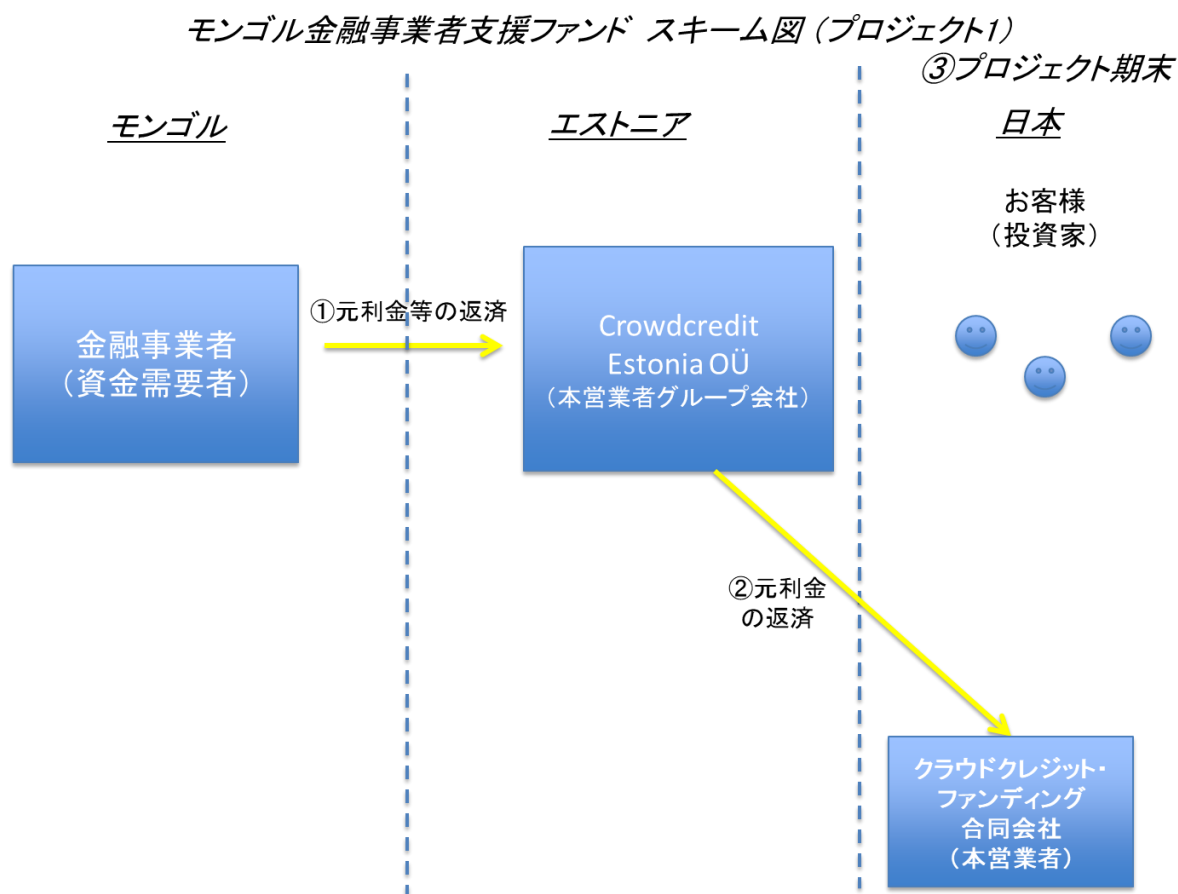 モンゴル金融事業者支援ファンド スキーム図（プロジェクト1）
③プロジェクト期末
モンゴル
エストニア
日本
お客様
（投資家）
金融事業者
（資金需要者）
①元利金等の返済
Crowdcredit
Estonia OÜ
（本営業者グループ会社）
②元利金
の返済
クラウドクレジット・
ファンディング
合同会社
（本営業者）